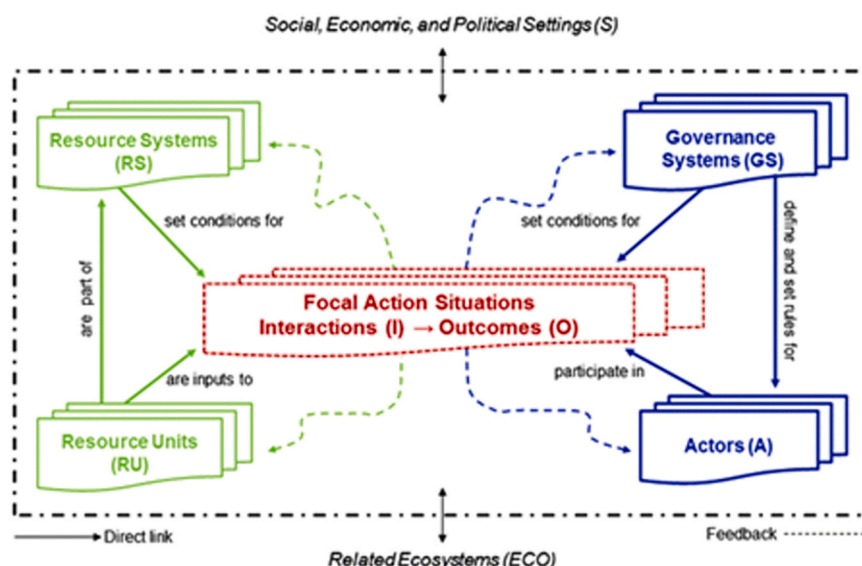 Social, Economic, and Political Settings (S)
Resource Systems
(RS)
Governance
Systems (GS)
set conditions for
set conditions for
define and set rules for
are part of
Focal Action Situations
Interactions (I) → Outcomes (O)
are inputs to
participate in
Resource Units
(RU)
Actors (A)
Direct link
Feedback
Related Ecosystems (ECO)